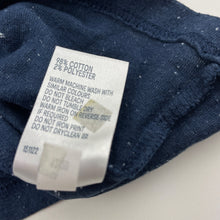 98% COTTON
2% POLYESTER
WARM MACHINE WASH WITH
SIMILAR COLOURS
DO NOT BLEACH
DO NOT TUMBLE DRY
WARM IRON ON REVERSE SIDE
IF REQUIRED
DO NOT IRON PRINT
DO NOT DRYCLEAN